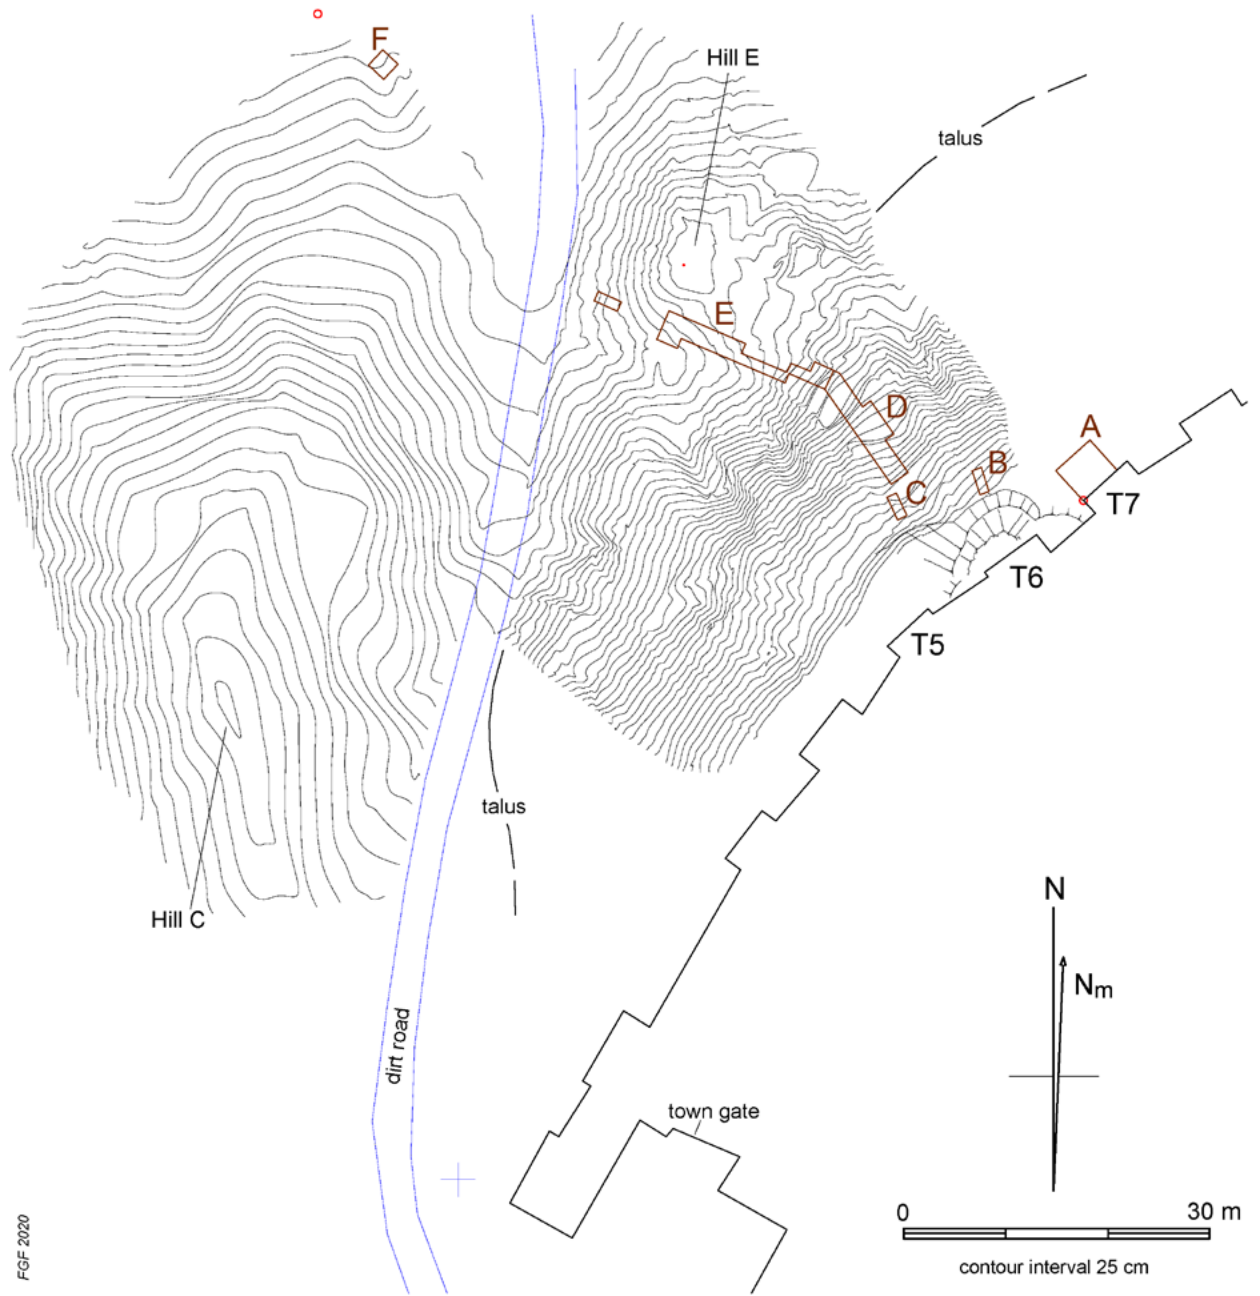 F
Hill E
talus
E
D
A
B
C
T7
T6
T5
talus
Hill C
N
Nm
dirt road
town gate
0 30 m
contour interval 25 cm
FGF 2020